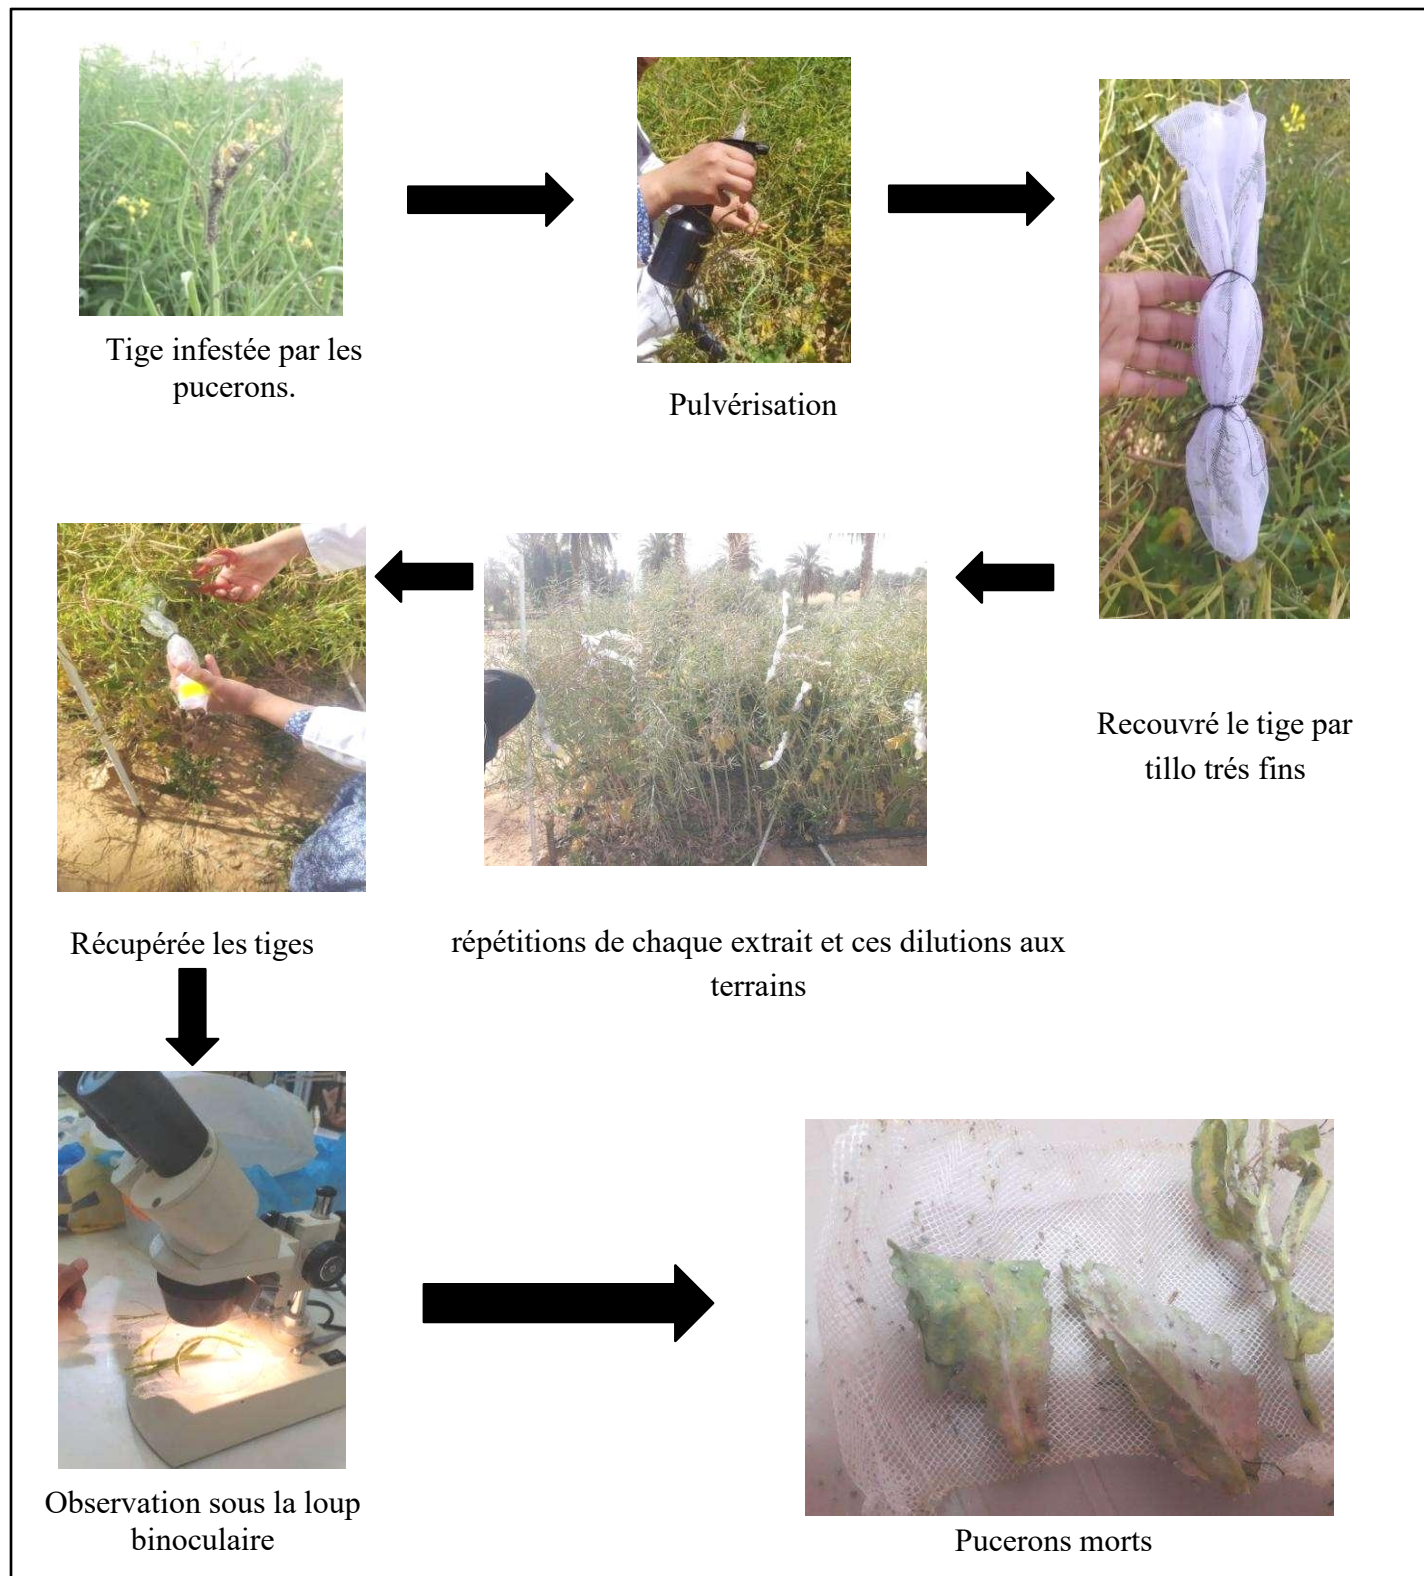 Tige infestée par les
pucerons.
Pulvérisation
Recouvré le tige par
tillo trés fins
répétitions de chaque extrait et ces dilutions aux
terrains
Récupérée les tiges
Observation sous la loup
binoculaire
Pucerons morts